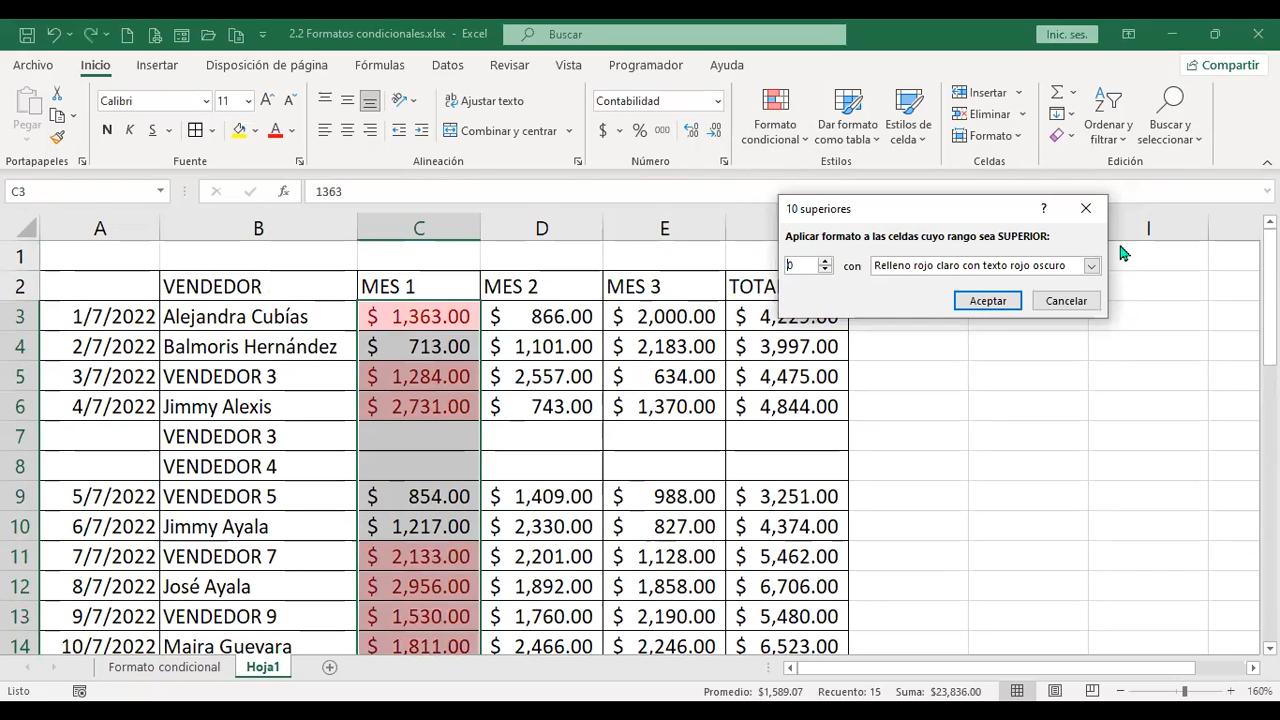 2.2 Formatos condicionales.xlsx - Excel
Buscar
Inic. ses.
Archivo Inicio Insertar Disposición de página Fórmulas Datos Revisar Vista Programador Ayuda Compartir
Pegar
Calibri 11
N K S
Ajustar texto
Combinar y centrar
Contabilidad
$ % 000
Formato condicional
Dar formato como tabla
Estilos de celda
Insertar
Eliminar
Formato
Ordenar y filtrar
Buscar y seleccionar
Portapapeles Fuente Alineación Número Estilos Celdas Edición
C3 fx 1363
10 superiores ?
Aplicar formato a las celdas cuyo rango sea SUPERIOR:
con Relleno rojo claro con texto rojo oscuro
Aceptar Cancelar
A B C D E I
1
2 VENDEDOR MES 1 MES 2 MES 3
3 1/7/2022 Alejandra Cubías $ 1,363.00 $ 866.00 $ 2,000.00 $ 4,229.00
4 2/7/2022 Balmoris Hernández $ 713.00 $ 1,101.00 $ 2,183.00 $ 3,997.00
5 3/7/2022 VENDEDOR 3 $ 1,284.00 $ 2,557.00 $ 634.00 $ 4,475.00
6 4/7/2022 Jimmy Alexis $ 2,731.00 $ 743.00 $ 1,370.00 $ 4,844.00
7 VENDEDOR 3
8 VENDEDOR 4
9 5/7/2022 VENDEDOR 5 $ 854.00 $ 1,409.00 $ 988.00 $ 3,251.00
10 6/7/2022 Jimmy Ayala $ 1,217.00 $ 2,330.00 $ 827.00 $ 4,374.00
11 7/7/2022 VENDEDOR 7 $ 2,133.00 $ 2,201.00 $ 1,128.00 $ 5,462.00
12 8/7/2022 José Ayala $ 2,956.00 $ 1,892.00 $ 1,858.00 $ 6,706.00
13 9/7/2022 VENDEDOR 9 $ 1,530.00 $ 1,760.00 $ 2,190.00 $ 5,480.00
14 10/7/2022 Maira Guevara $ 1,811.00 $ 2,466.00 $ 2,246.00 $ 6,523.00
Formato condicional Hoja1
Listo Promedio: $1,589.07 Recuento: 15 Suma: $23,836.00 160%